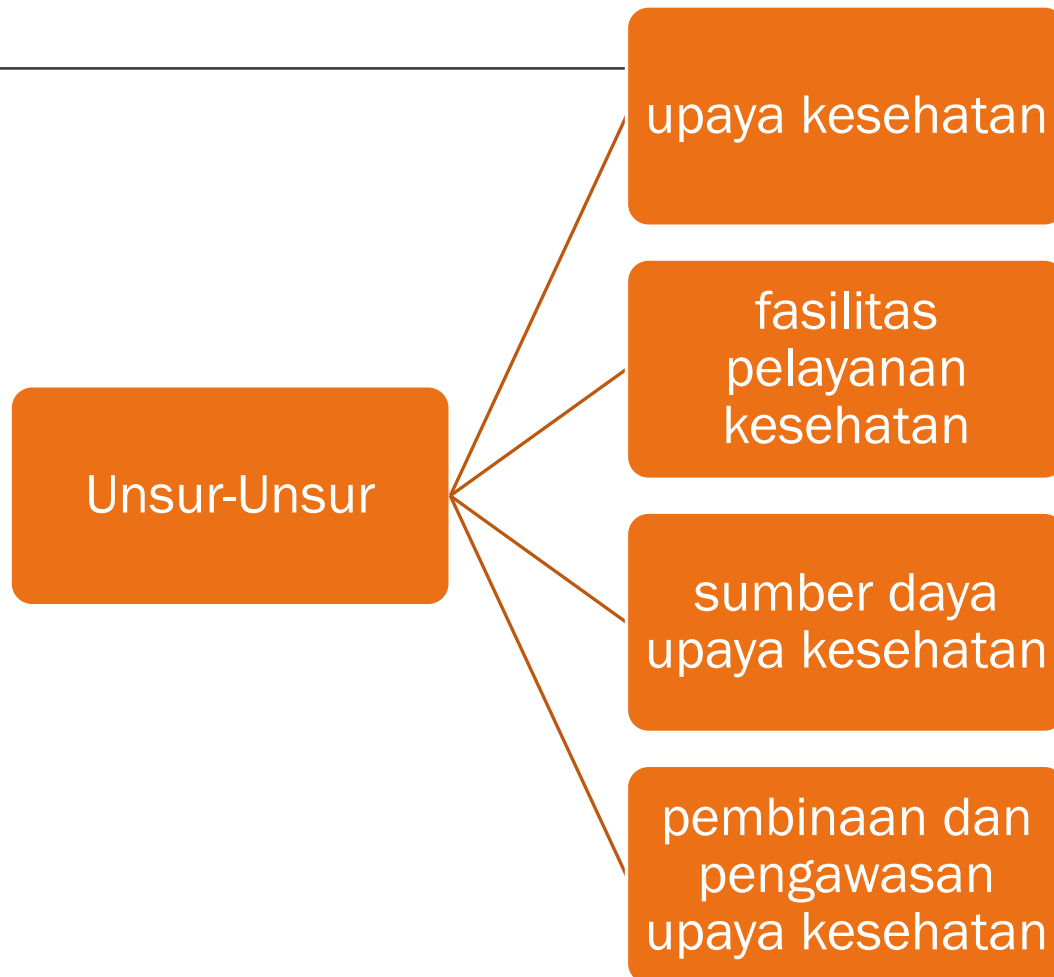 Unsur-Unsur
upaya kesehatan
fasilitas
pelayanan
kesehatan
sumber daya
upaya kesehatan
pembinaan dan
pengawasan
upaya kesehatan